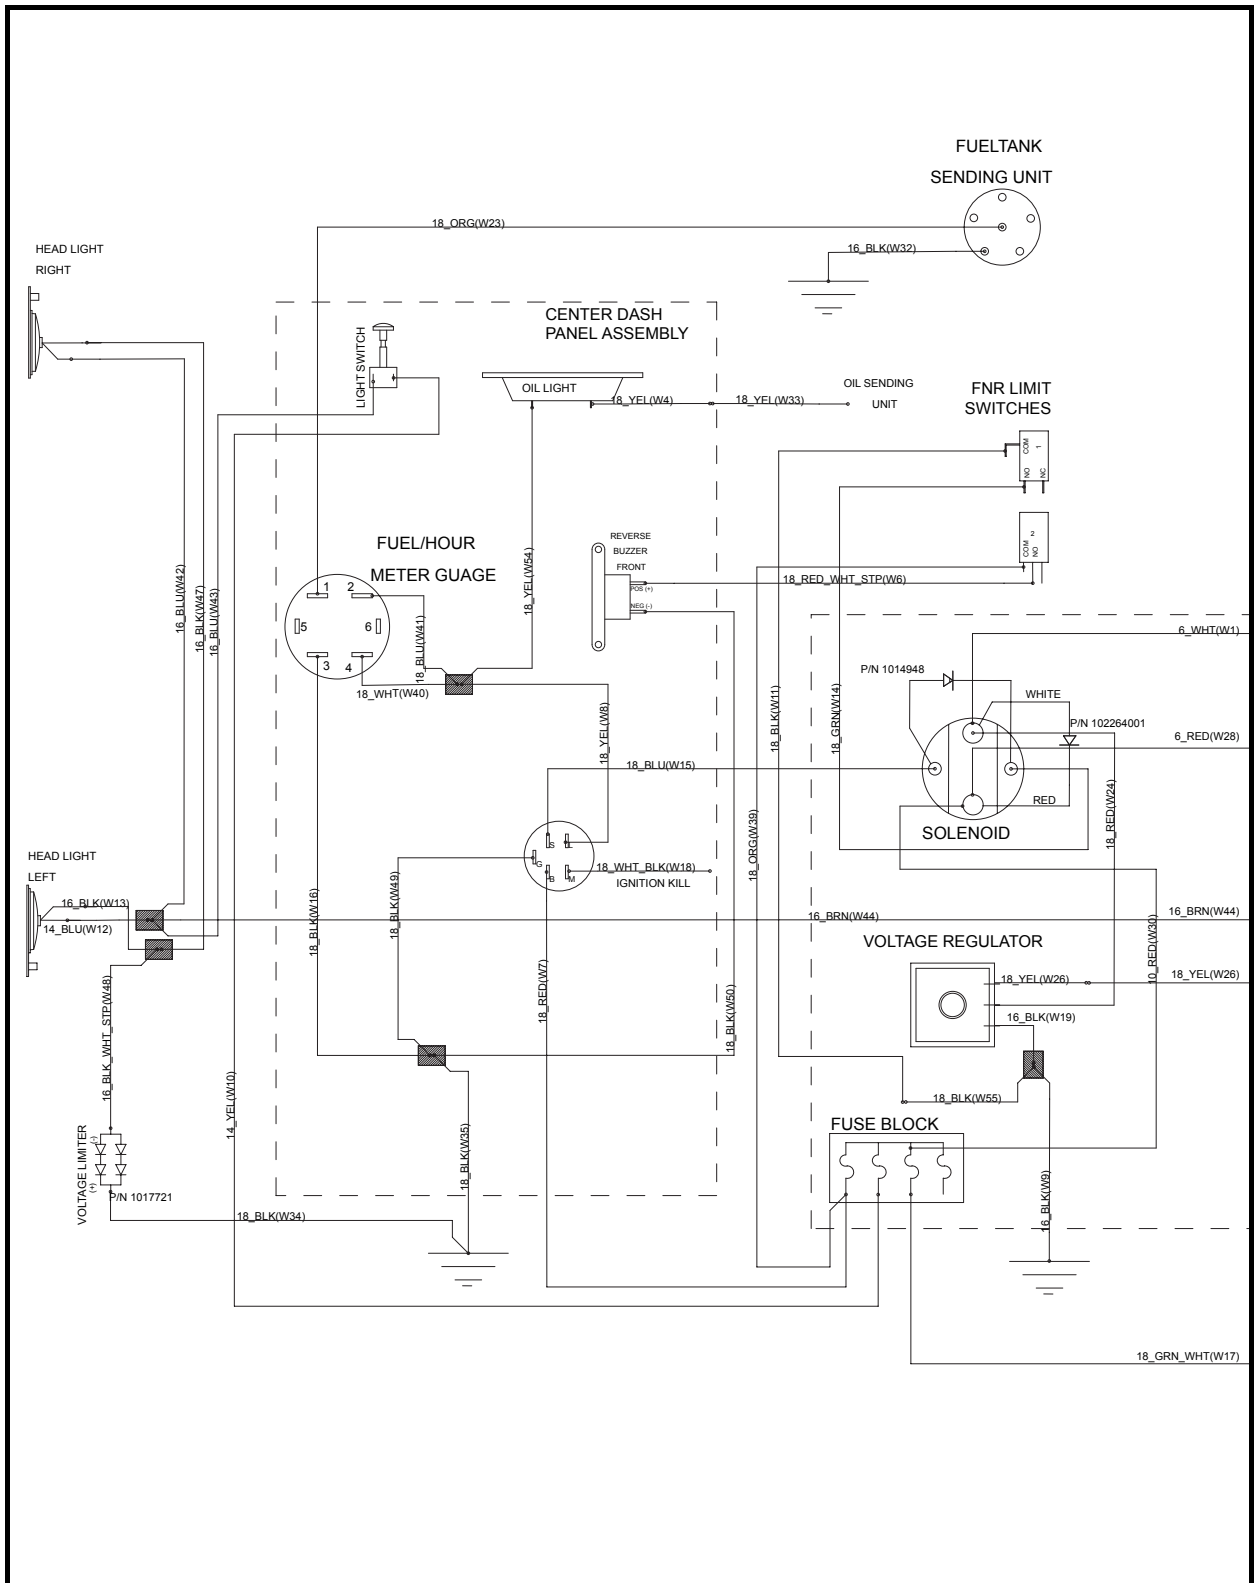 FUELTANK
SENDING UNIT
18_ORG(W23)
16_BLK(W32)
HEAD LIGHT
RIGHT
CENTER DASH
PANEL ASSEMBLY
LIGHT SWITCH
OIL LIGHT
18_YEL(W4)
18_YEL(W33)
OIL SENDING
UNIT
FNR LIMIT
SWITCHES
COM
1
NO
NC
2
COM
NO
REVERSE
BUZZER
FRONT
POS (+)
NEG (-)
18_RED_WHT_STP(W6)
FUEL/HOUR
METER GUAGE
1
2
5
6
3
4
18_YEL(W54)
18_BLU(W41)
18_WHT(W40)
18_YEL(W8)
16_BLU(W42)
16_BLK(W47)
16_BLU(W43)
6_WHT(W1)
P/N 1014948
WHITE
P/N 102264001
6_RED(W28)
18_BLK(W11)
18_GRN(W14)
18_BLU(W15)
RED
18_RED(W24)
SOLENOID
18_ORG(W39)
S
L
G
B
M
18_WHT_BLK(W18)
IGNITION KILL
HEAD LIGHT
LEFT
16_BLK(W13)
14_BLU(W12)
18_BLK(W16)
18_BLK(W49)
16_BRN(W44)
16_BRN(W44)
VOLTAGE REGULATOR
10_RED(W30)
18_YEL(W26)
18_YEL(W26)
16_BLK(W19)
18_RED(W7)
18_BLK(W50)
16_BLK_WHT_STP(W48)
14_YEL(W10)
18_BLK(W55)
FUSE BLOCK
VOLTAGE LIMITER
(-)
(+)
P/N 1017721
18_BLK(W35)
18_BLK(W34)
16_BLK(W9)
18_GRN_WHT(W17)